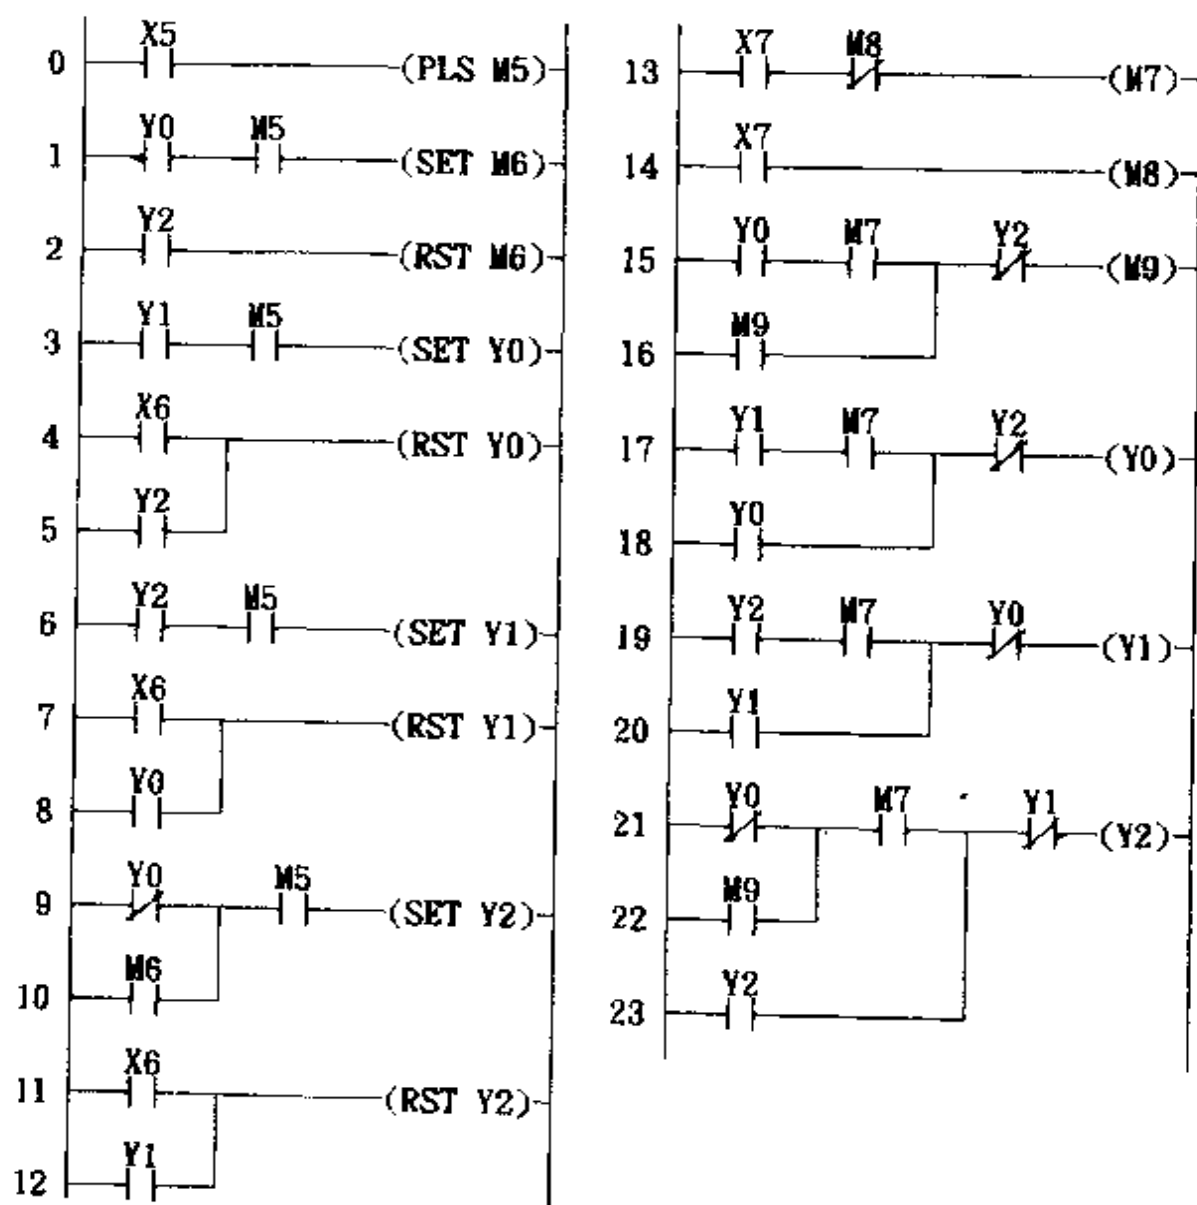 X5
0 (PLS M5)
Y0 M5
1 (SET M6)
Y2
2 (RST M6)
Y1 M5
3 (SET Y0)
X6
4 (RST Y0)
Y2
5
Y2 M5
6 (SET Y1)
X6
7 (RST Y1)
Y0
8
Y0 M5
9 (SET Y2)
M6
10
X6
11 (RST Y2)
Y1
12
X7 M8
13 (M7)
X7
14 (M8)
Y0 M7 Y2
15 (M9)
M9
16
Y1 M7 Y2
17 (Y0)
Y0
18
Y2 M7 Y0
19 (Y1)
Y1
20
Y0 M7 Y1
21 (Y2)
M9
22
Y2
23